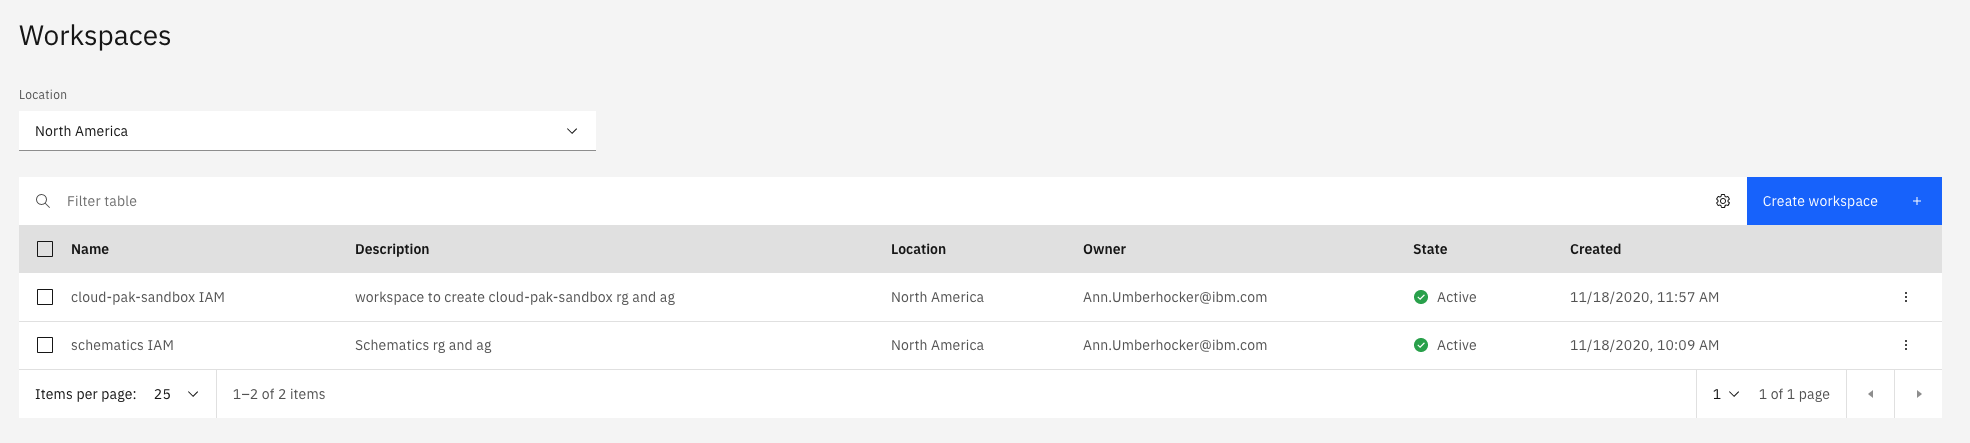 Workspaces
Location
North America
Filter table
Create workspace +
Name Description Location Owner State Created
cloud-pak-sandbox IAM workspace to create cloud-pak-sandbox rg and ag North America Ann.Umberhocker@ibm.com Active 11/18/2020, 11:57 AM
schematics IAM Schematics rg and ag North America Ann.Umberhocker@ibm.com Active 11/18/2020, 10:09 AM
Items per page: 25 1–2 of 2 items 1 1 of 1 page